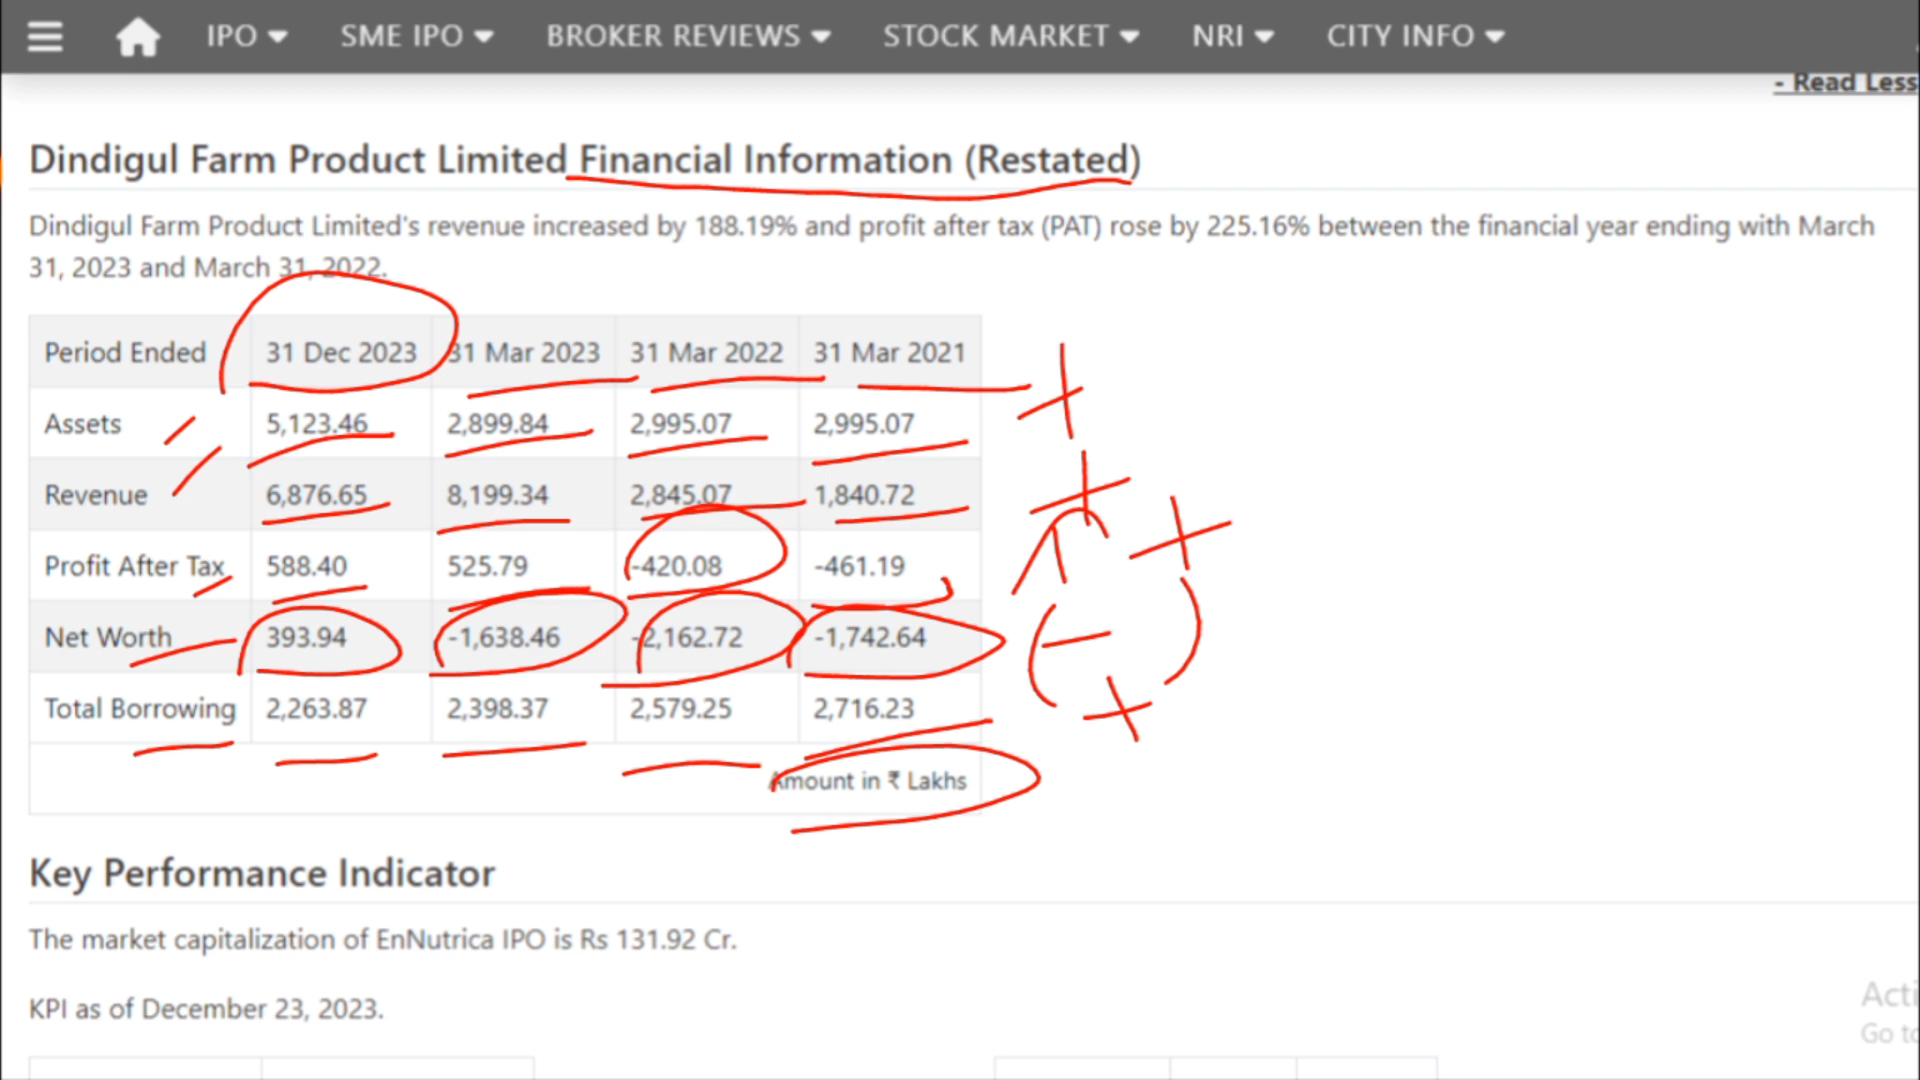 IPO SME IPO BROKER REVIEWS STOCK MARKET NRI CITY INFO
- Read Less
Dindigul Farm Product Limited Financial Information (Restated)
Dindigul Farm Product Limited's revenue increased by 188.19% and profit after tax (PAT) rose by 225.16% between the financial year ending with March
31, 2023 and March 31, 2022.
Period Ended 31 Dec 2023 31 Mar 2023 31 Mar 2022 31 Mar 2021
Assets 5,123.46 2,899.84 2,995.07 2,995.07
Revenue 6,876.65 8,199.34 2,845.07 1,840.72
Profit After Tax 588.40 525.79 -420.08 -461.19
Net Worth 393.94 -1,638.46 -2,162.72 -1,742.64
Total Borrowing 2,263.87 2,398.37 2,579.25 2,716.23
Amount in ₹ Lakhs
Key Performance Indicator
The market capitalization of EnNutrica IPO is Rs 131.92 Cr.
KPI as of December 23, 2023.
Acti
Go to